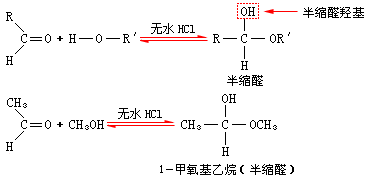 R
C=O + H-O-R′ 无水 HCl R-C-OR′
H
OH 半缩醛羟基
H
半缩醛
CH₃
C=O + CH₃OH 无水 HCl CH₃-C-OCH₃
H
OH
H
1-甲氧基乙烷(半缩醛)